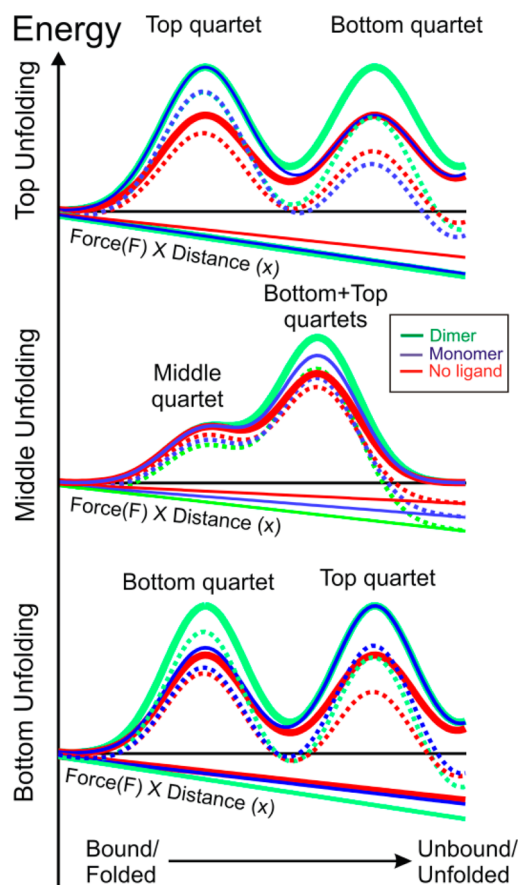 Energy
Top quartet
Bottom quartet
Top Unfolding
Force(F) X Distance (x)
Bottom+Top
quartets
Middle
quartet
Dimer
Monomer
No ligand
Middle Unfolding
Force(F) X Distance (x)
Bottom quartet
Top quartet
Bottom Unfolding
Force(F) X Distance (x)
Bound/
Folded
Unbound/
Unfolded